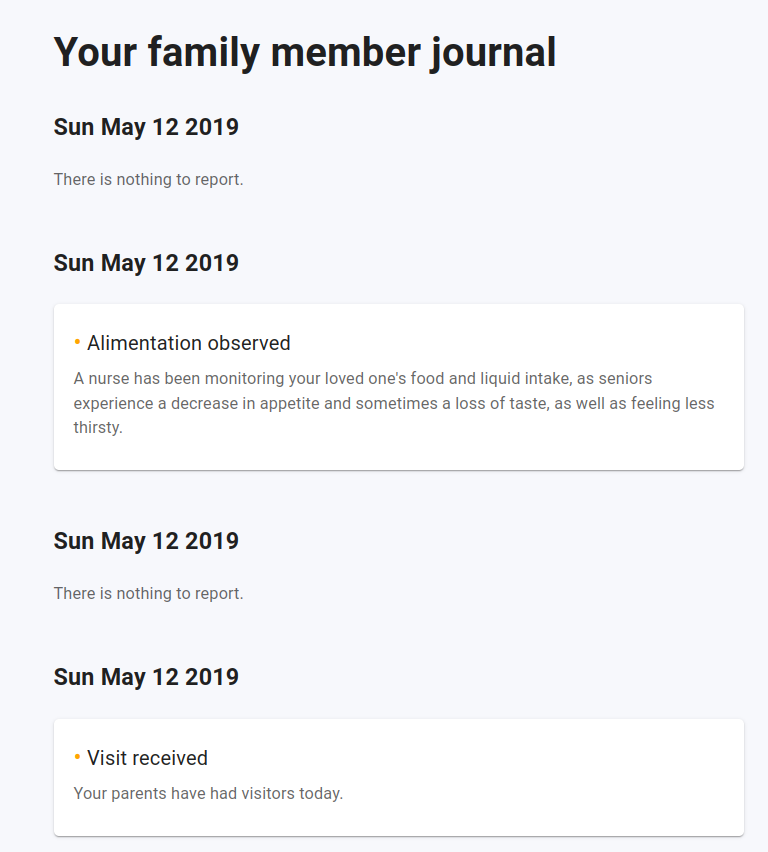 Your family member journal
Sun May 12 2019
There is nothing to report.
Sun May 12 2019
• Alimentation observed
A nurse has been monitoring your loved one's food and liquid intake, as seniors
experience a decrease in appetite and sometimes a loss of taste, as well as feeling less
thirsty.
Sun May 12 2019
There is nothing to report.
Sun May 12 2019
• Visit received
Your parents have had visitors today.